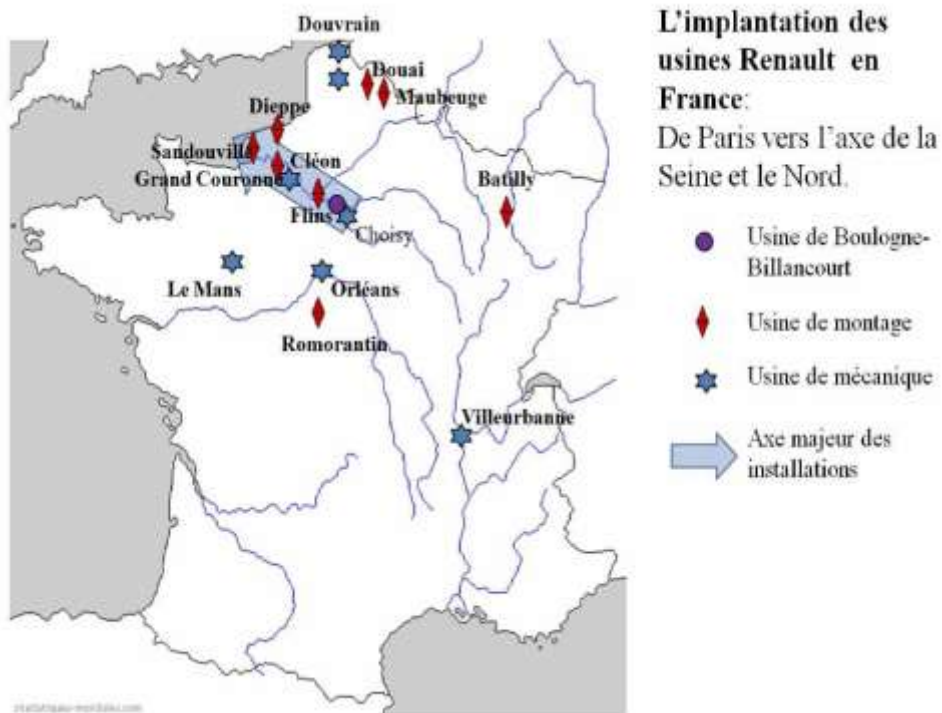 L'implantation des
usines Renault en
France:
De Paris vers l'axe de la
Seine et le Nord.
Usine de Boulogne-
Billancourt
Usine de montage
Usine de mécanique
Axe majeur des
installations
Douvrain
Douai
Maubeuge
Dieppe
Sandouville
Cléon
Grand Couronne
Batilly
Flins
Choisy
Le Mans
Orléans
Romorantin
Villeurbanne